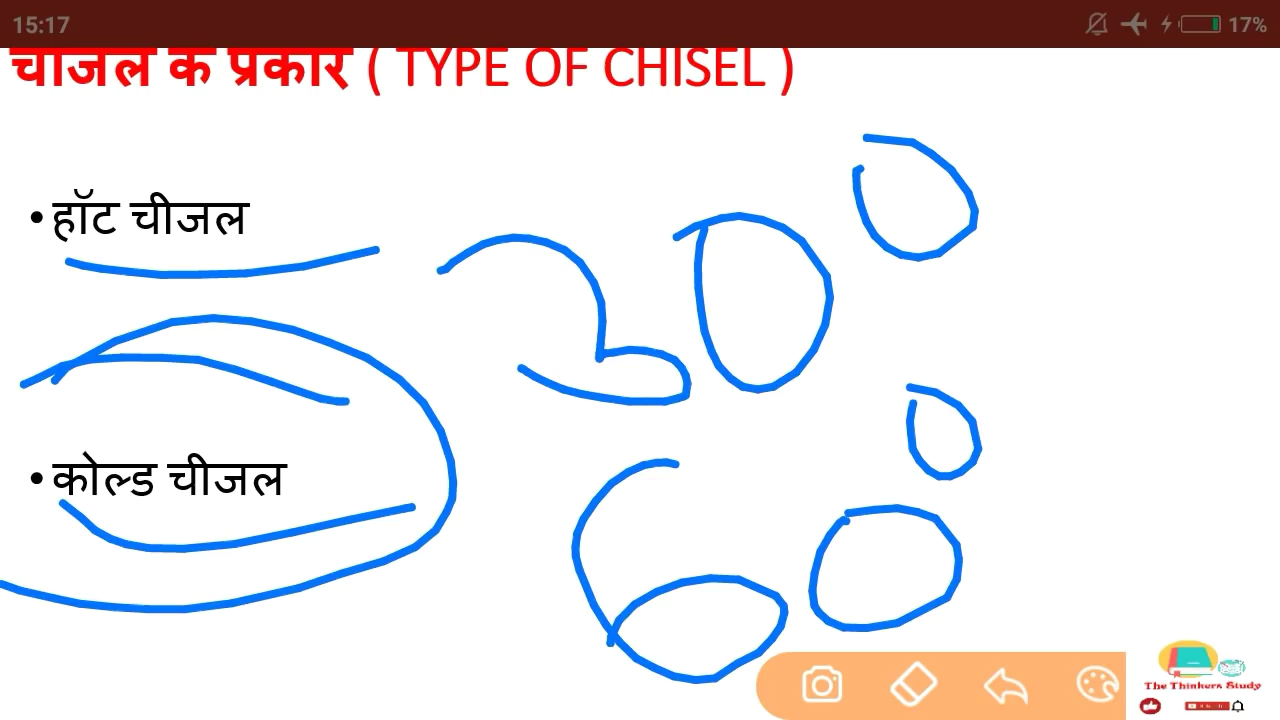 15:17
17%
चीजल के प्रकार ( TYPE OF CHISEL )
• हॉट चीजल
30°
• कोल्ड चीजल
60°
The Thinkers Study